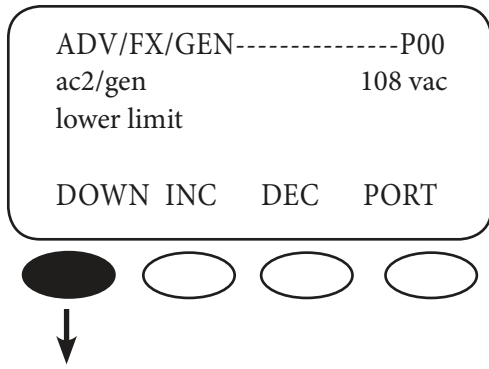 ADV/FX/GEN---------------P00
ac2/gen 108 vac
lower limit
DOWN INC DEC PORT